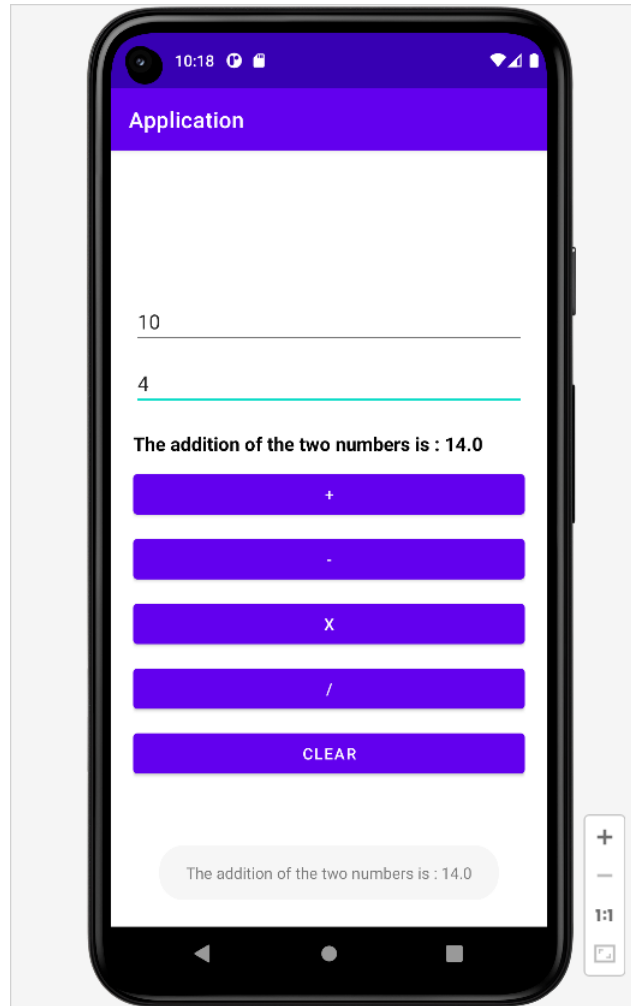 10:18
Application
10
4
The addition of the two numbers is : 14.0
+
-
X
/
CLEAR
The addition of the two numbers is : 14.0
+
-
1:1